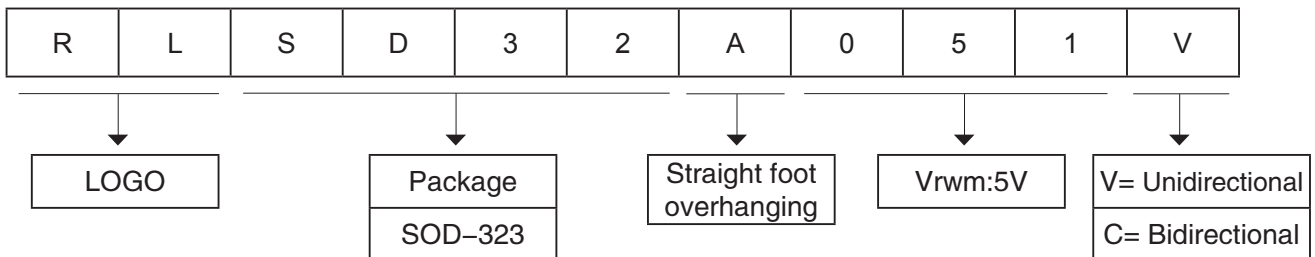 R L S D 3 2 A 0 5 1 V
LOGO
Package
SOD−323
Straight foot
overhanging
Vrwm:5V
V= Unidirectional
C= Bidirectional